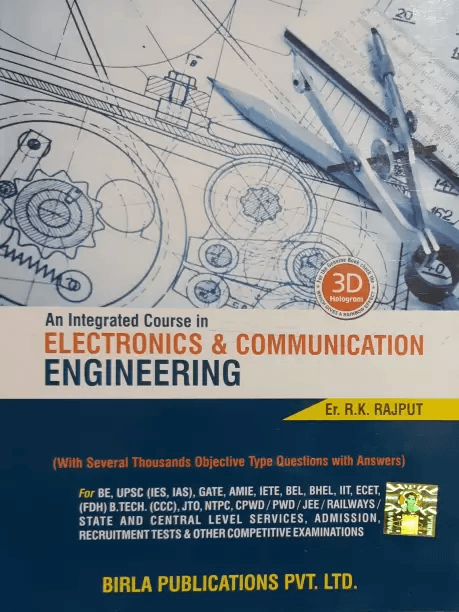 20
3D
Hologram
An Integrated Course in
ELECTRONICS & COMMUNICATION
ENGINEERING
Er. R.K. RAJPUT
(With Several Thousands Objective Type Questions with Answers)
For BE, UPSC (IES, IAS), GATE, AMIE, IETE, BEL, BHEL, IIT, ECET,
(FDH) B.TECH. (CCC), JTO, NTPC, CPWD / PWD / JEE / RAILWAYS /
STATE AND CENTRAL LEVEL SERVICES, ADMISSION,
RECRUITMENT TESTS & OTHER COMPETITIVE EXAMINATIONS
BIRLA PUBLICATIONS PVT. LTD.